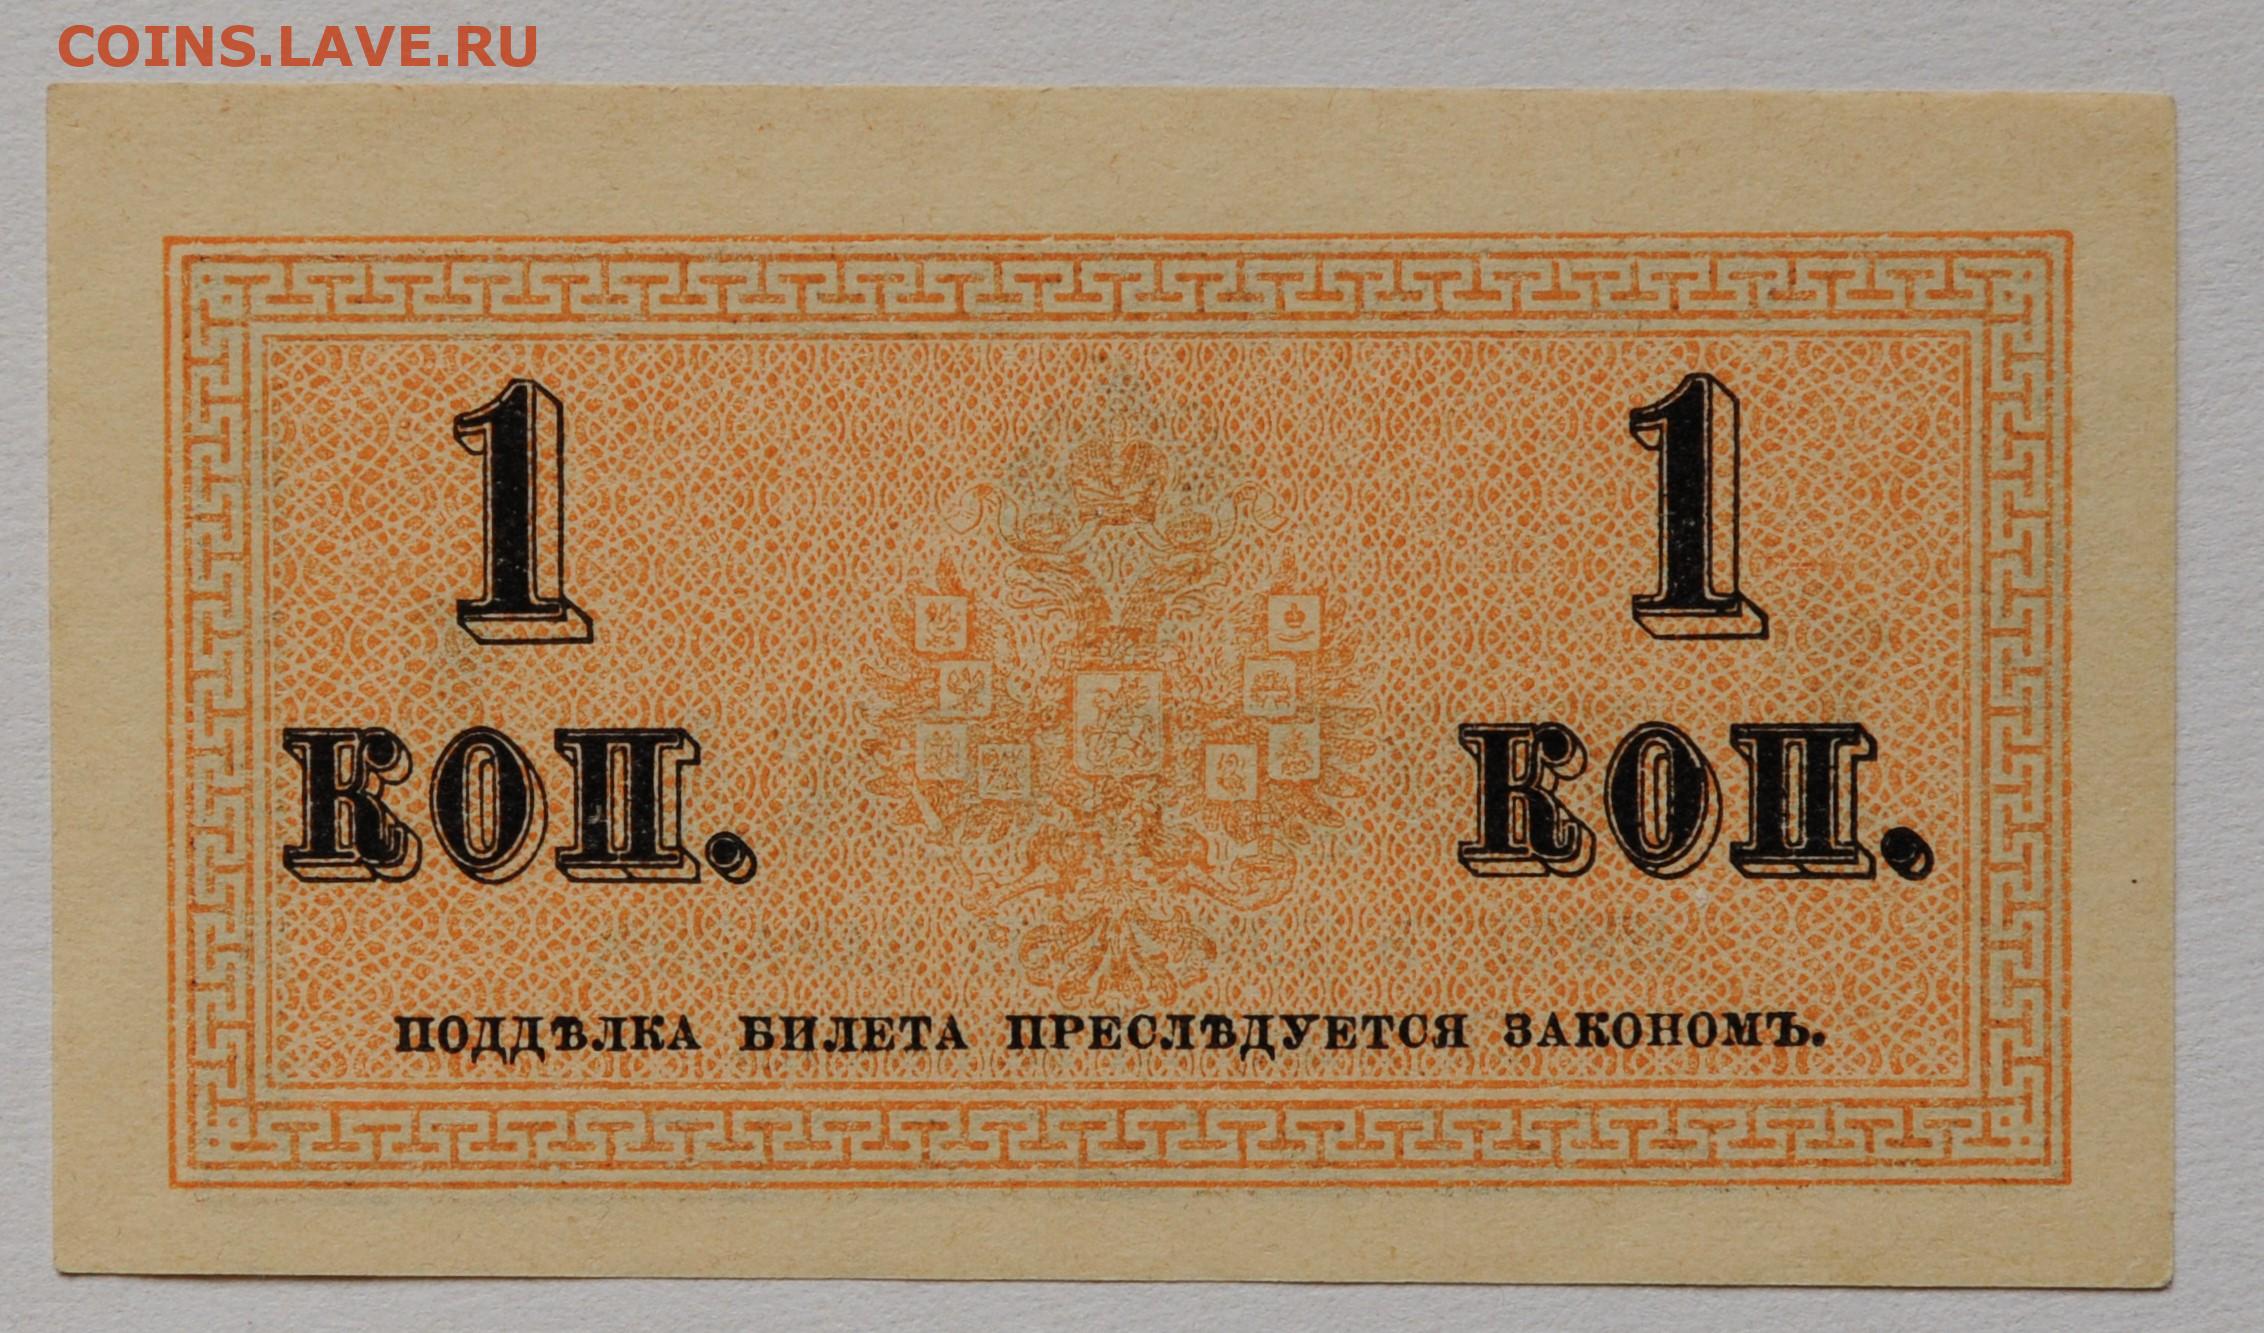 COINS.LAVE.RU
1 1
КОП. КОП.
ПОДДѢЛКА БИЛЕТА ПРЕСЛѢДУЕТСЯ ЗАКОНОМЪ.